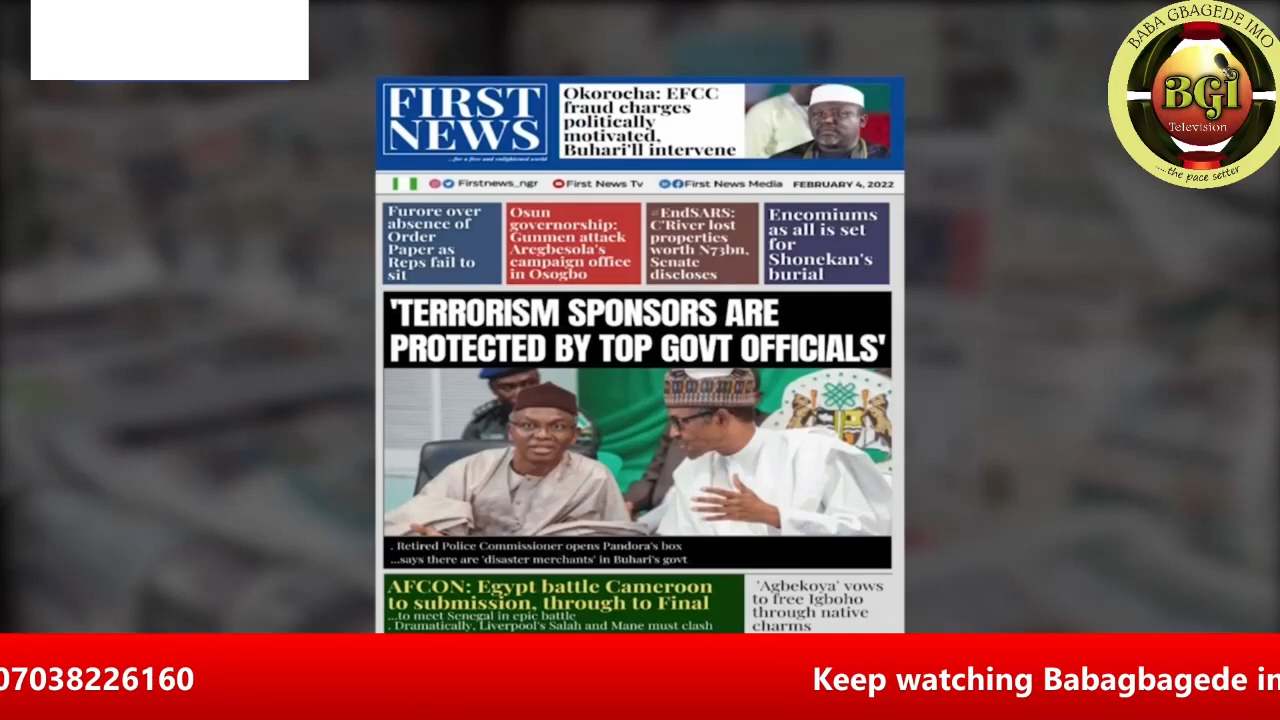 BABA GBAGEDE IMO
BGI
Television
.....the pace setter
FIRST
NEWS
...for a free and enlightened world
Okorocha: EFCC
fraud charges
politically
motivated,
Buhari'll intervene
Firstnews_ngr
First News Tv
First News Media
FEBRUARY 4, 2022
Furore over
absence of
Order
Paper as
Reps fail to
sit
Osun
governorship:
Gunmen attack
Aregbesola's
campaign office
in Osogbo
#EndSARS:
C'River lost
properties
worth N73bn,
Senate
discloses
Encomiums
as all is set
for
Shonekan's
burial
'TERRORISM SPONSORS ARE
PROTECTED BY TOP GOVT OFFICIALS'
. Retired Police Commissioner opens Pandora's box
...says there are 'disaster merchants' in Buhari's govt
AFCON: Egypt battle Cameroon
to submission, through to Final
...to meet Senegal in epic battle
. Dramatically, Liverpool's Salah and Mane must clash
'Agbekoya' vows
to free Igboho
through native
charms
07038226160
Keep watching Babagbagede in